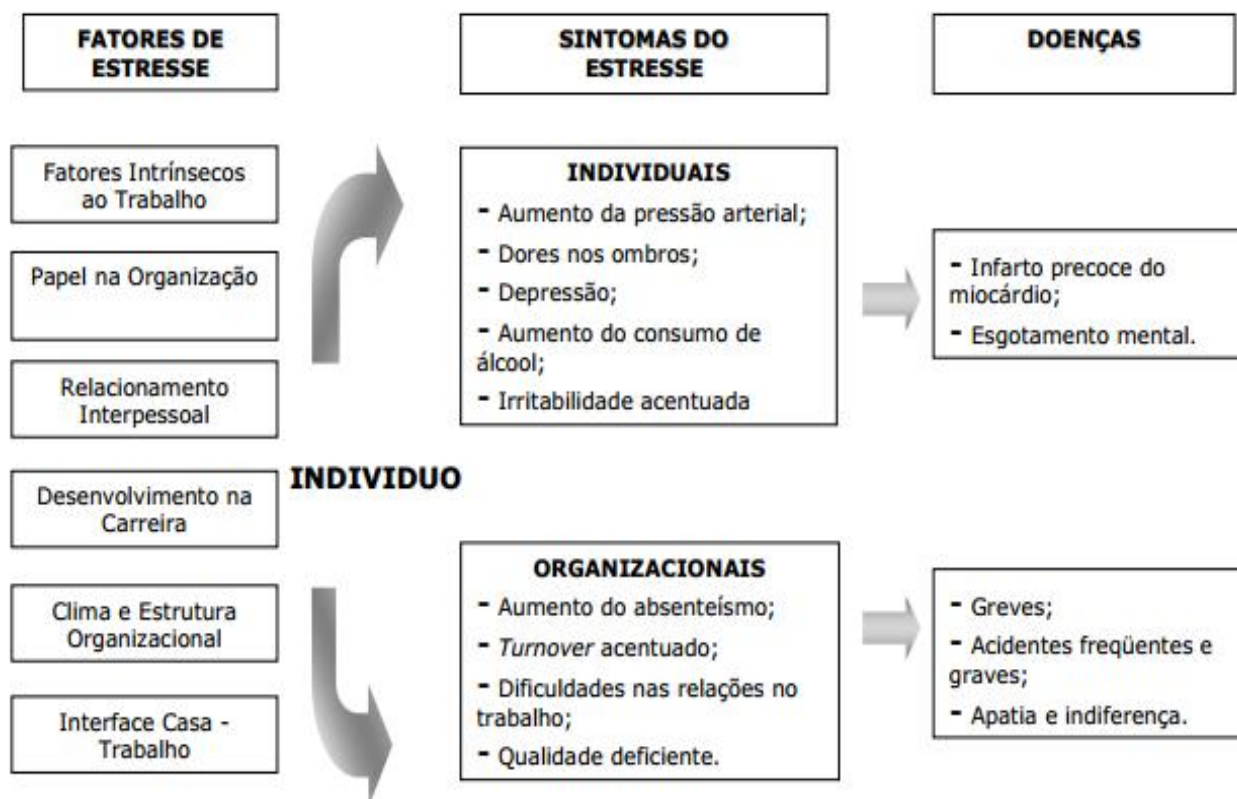 FATORES DE
ESTRESSE
SINTOMAS DO
ESTRESSE
DOENÇAS
Fatores Intrínsecos
ao Trabalho
Papel na Organização
Relacionamento
Interpessoal
Desenvolvimento na
Carreira
Clima e Estrutura
Organizacional
Interface Casa -
Trabalho
INDIVIDUO
INDIVIDUAIS
- Aumento da pressão arterial;
- Dores nos ombros;
- Depressão;
- Aumento do consumo de
álcool;
- Irritabilidade acentuada
- Infarto precoce do
miocárdio;
- Esgotamento mental.
ORGANIZACIONAIS
- Aumento do absenteísmo;
- Turnover acentuado;
- Dificuldades nas relações no
trabalho;
- Qualidade deficiente.
- Greves;
- Acidentes freqüentes e
graves;
- Apatia e indiferença.